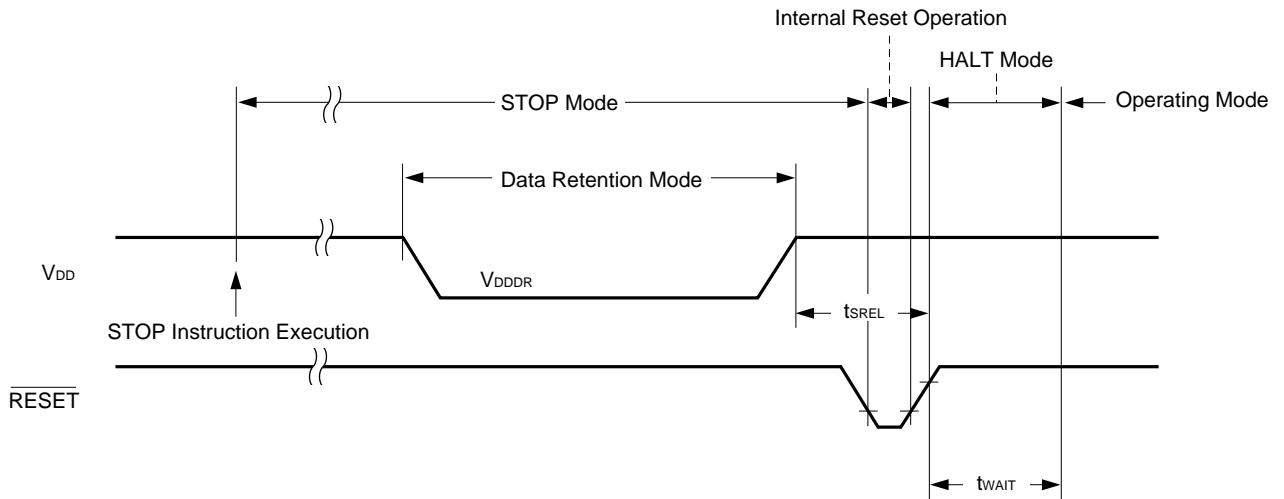 Internal Reset Operation
HALT Mode
STOP Mode
Operating Mode
Data Retention Mode
VDD
VDDDR
tSREL
STOP Instruction Execution
RESET
tWAIT